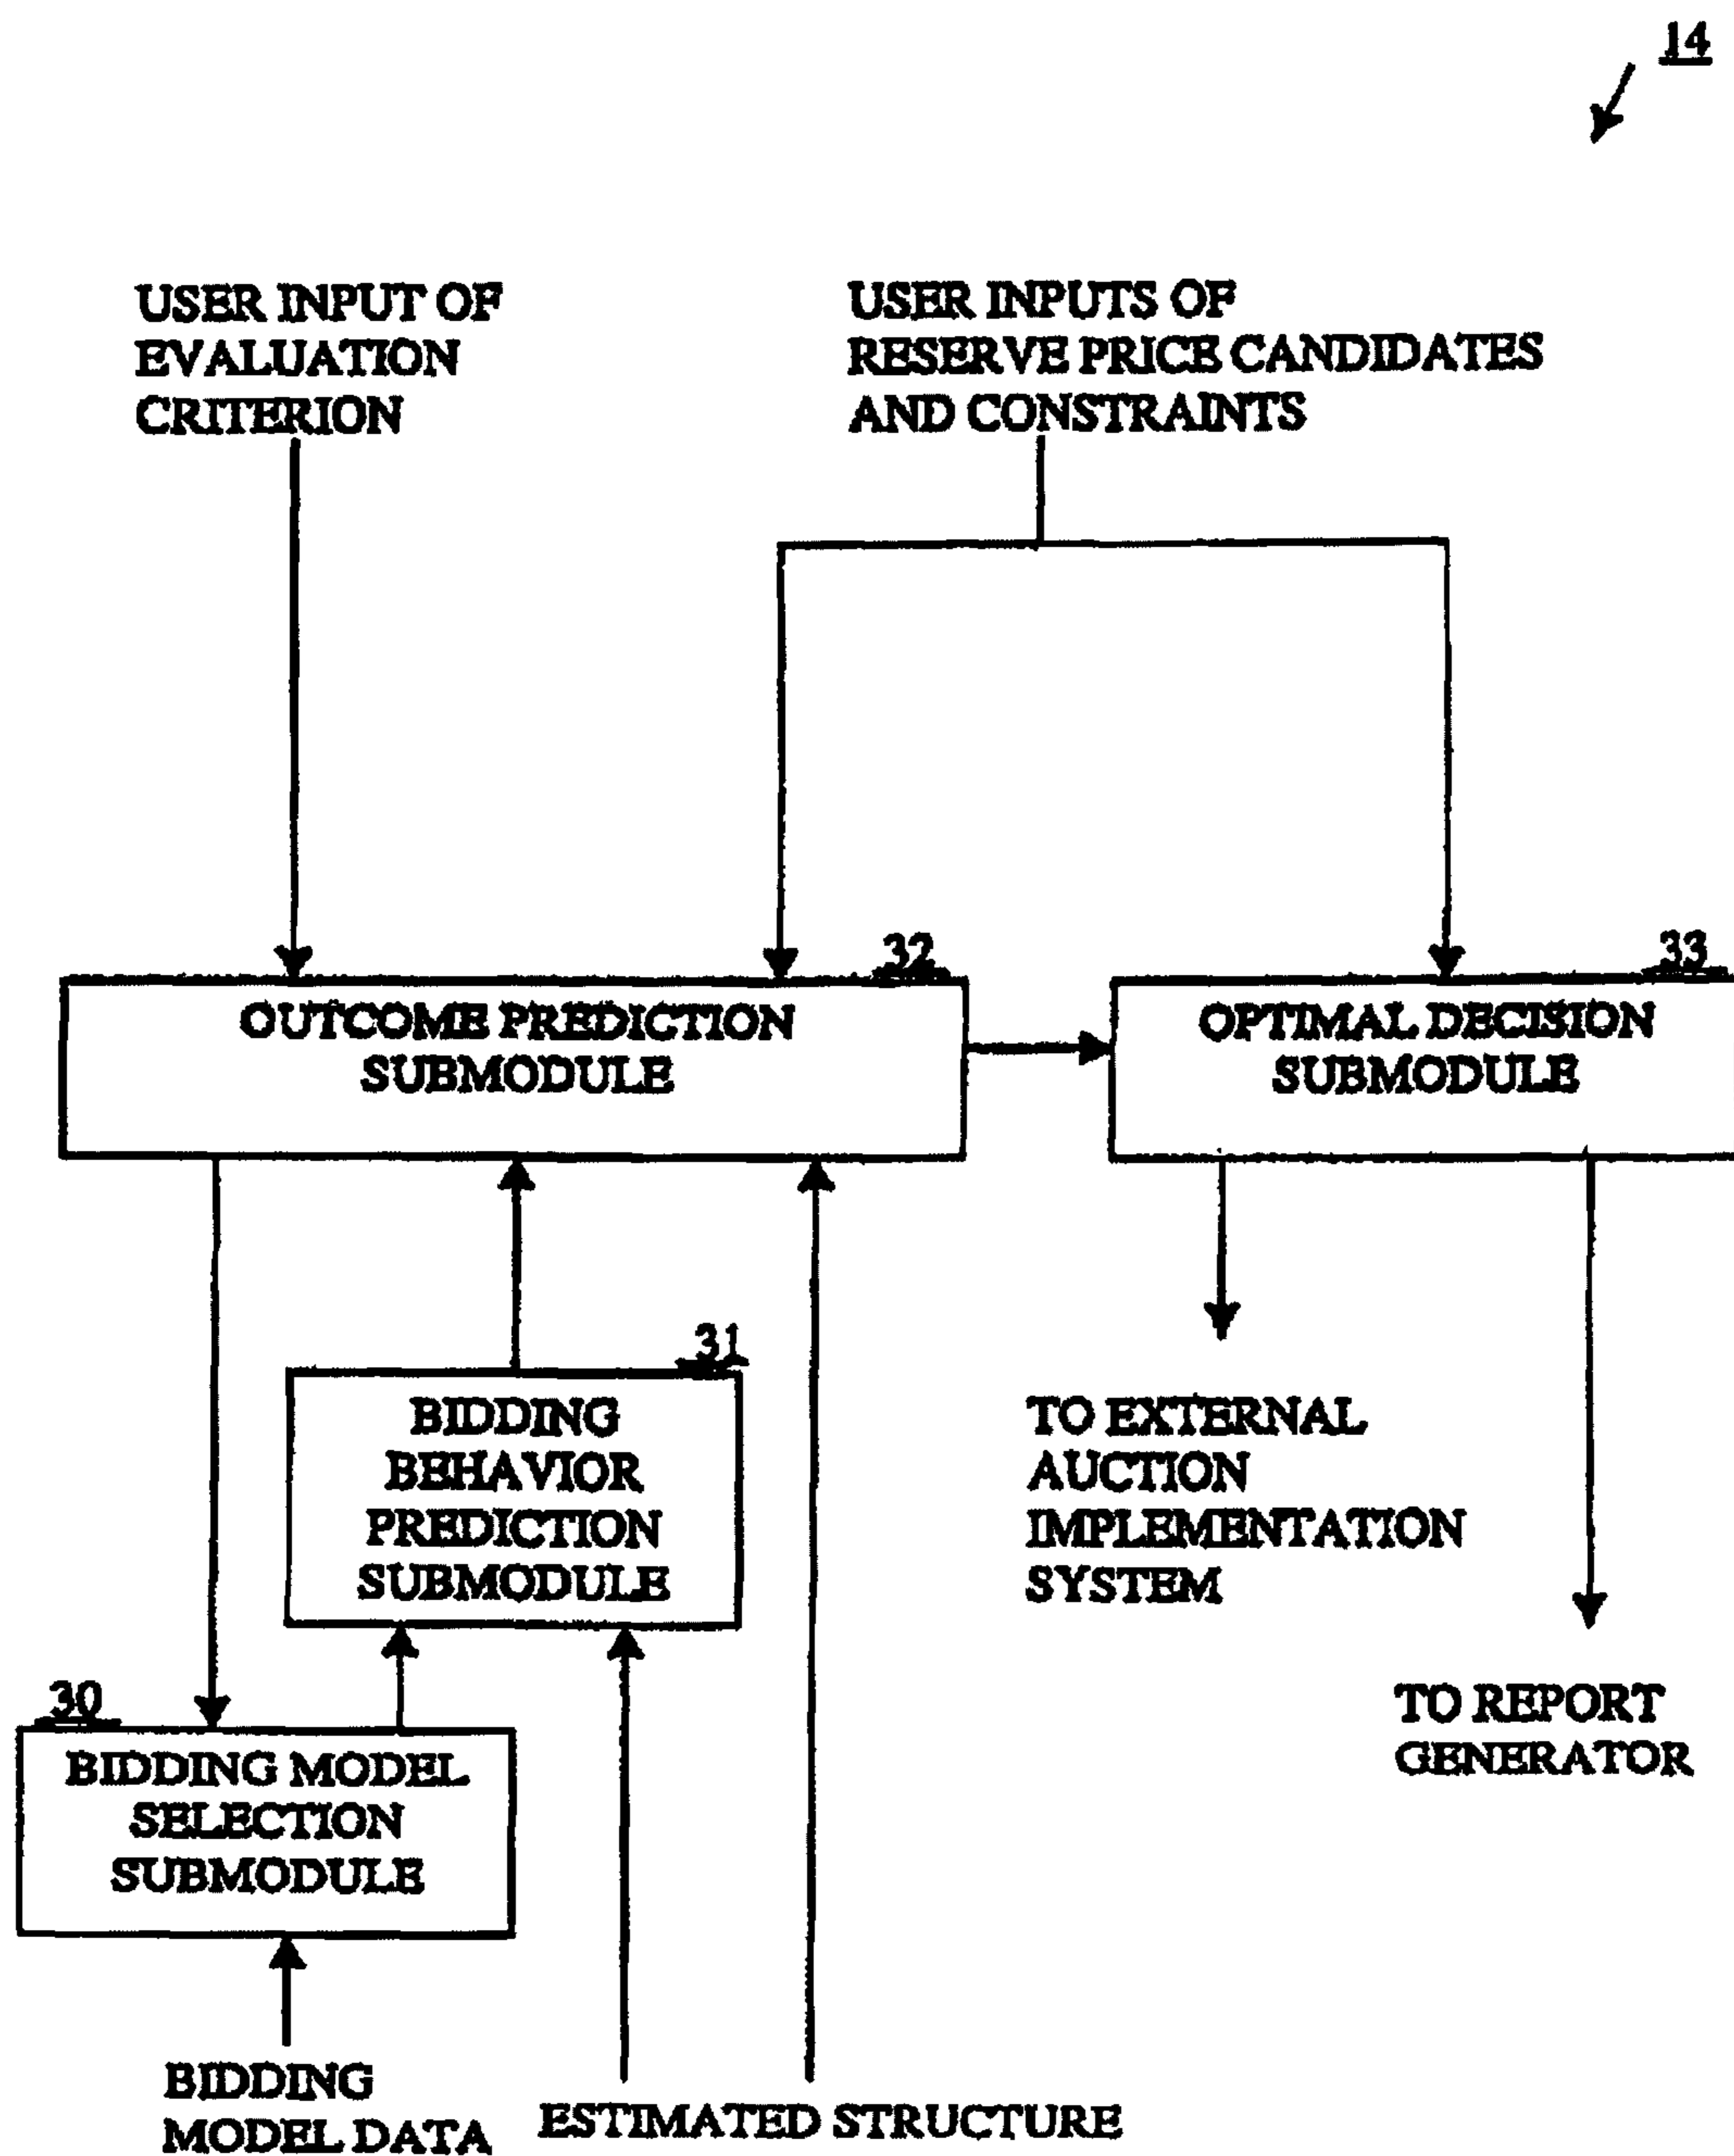 14
USER INPUT OF
EVALUATION
CRITERION
USER INPUTS OF
RESERVE PRICE CANDIDATES
AND CONSTRAINTS
32
OUTCOME PREDICTION
SUBMODULE
33
OPTIMAL DECISION
SUBMODULE
31
BIDDING
BEHAVIOR
PREDICTION
SUBMODULE
TO EXTERNAL
AUCTION
IMPLEMENTATION
SYSTEM
30
BIDDING MODEL
SELECTION
SUBMODULE
TO REPORT
GENERATOR
BIDDING
MODEL DATA
ESTIMATED STRUCTURE